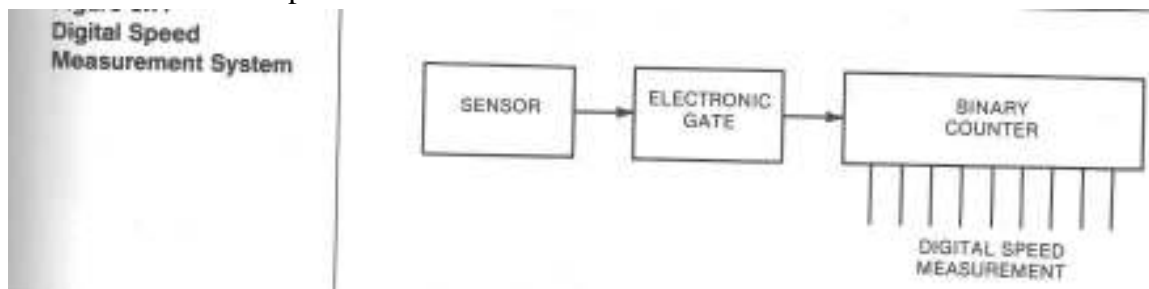 Digital Speed
Measurement System
SENSOR
ELECTRONIC
GATE
BINARY
COUNTER
DIGITAL SPEED
MEASUREMENT